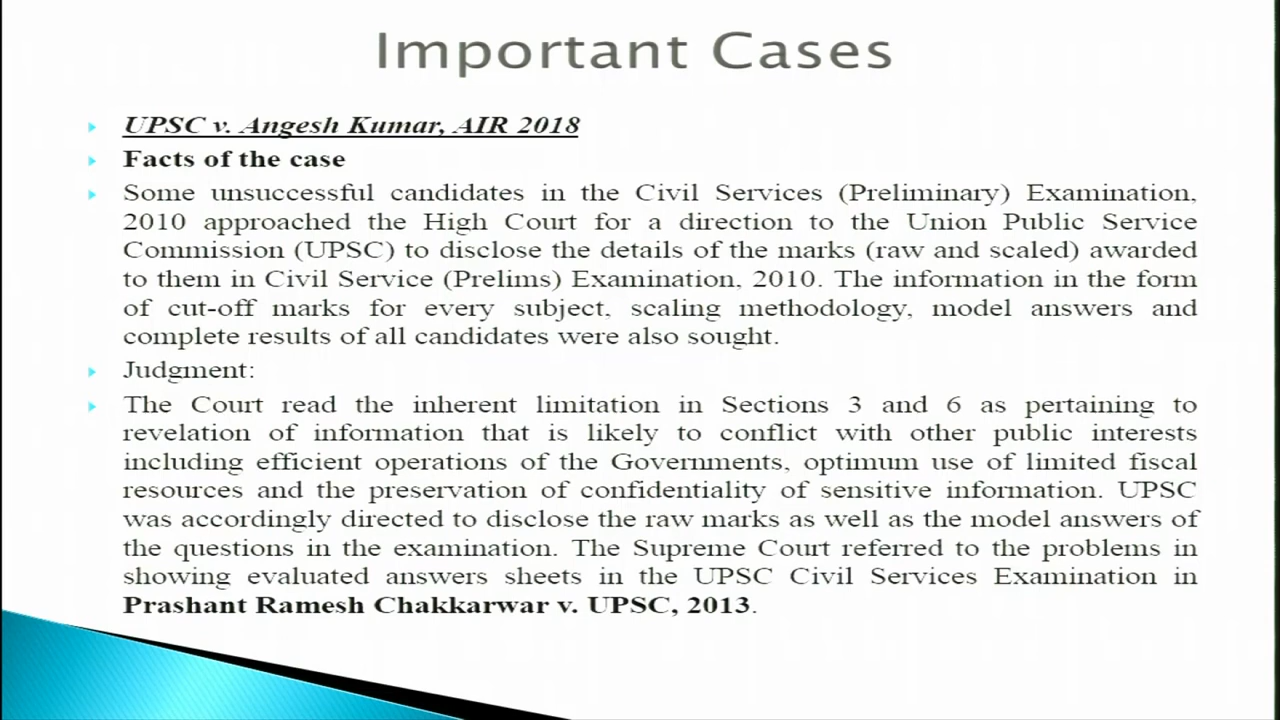 Important Cases
UPSC v. Angesh Kumar, AIR 2018
Facts of the case
Some unsuccessful candidates in the Civil Services (Preliminary) Examination,
2010 approached the High Court for a direction to the Union Public Service
Commission (UPSC) to disclose the details of the marks (raw and scaled) awarded
to them in Civil Service (Prelims) Examination, 2010. The information in the form
of cut-off marks for every subject, scaling methodology, model answers and
complete results of all candidates were also sought.
Judgment:
The Court read the inherent limitation in Sections 3 and 6 as pertaining to
revelation of information that is likely to conflict with other public interests
including efficient operations of the Governments, optimum use of limited fiscal
resources and the preservation of confidentiality of sensitive information. UPSC
was accordingly directed to disclose the raw marks as well as the model answers of
the questions in the examination. The Supreme Court referred to the problems in
showing evaluated answers sheets in the UPSC Civil Services Examination in
Prashant Ramesh Chakkarwar v. UPSC, 2013.